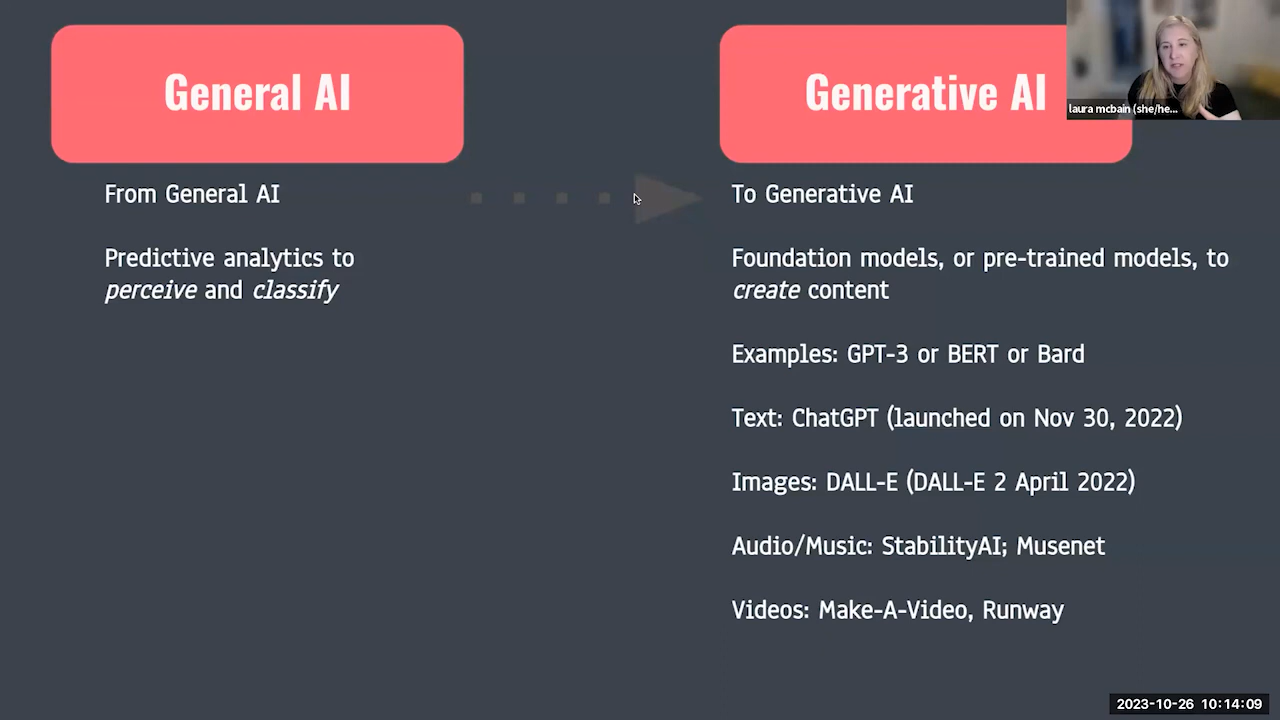 General AI
From General AI
Predictive analytics to
perceive and classify
Generative AI
To Generative AI
Foundation models, or pre-trained models, to
create content
Examples: GPT-3 or BERT or Bard
Text: ChatGPT (launched on Nov 30, 2022)
Images: DALL-E (DALL-E 2 April 2022)
Audio/Music: StabilityAI; Musenet
Videos: Make-A-Video, Runway
laura mcbain (she/he...
2023-10-26 10:14:09